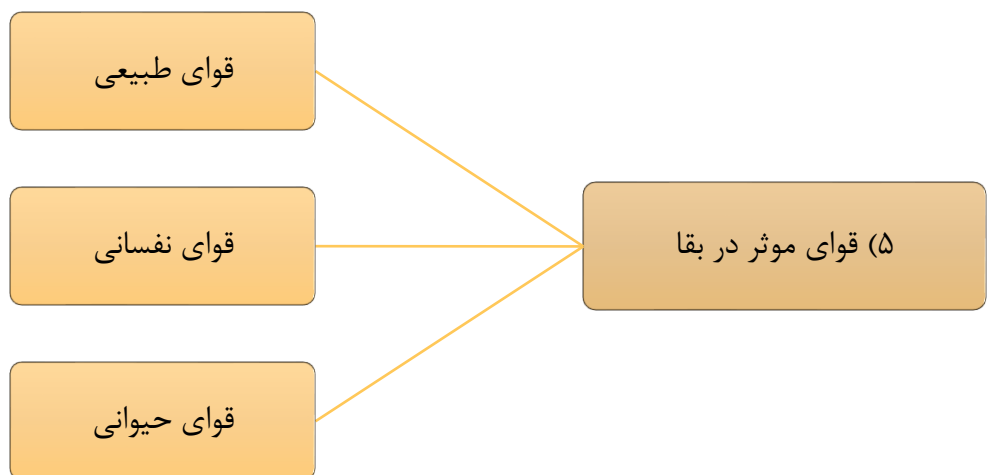 ۵) قوای موثر در بقا
قوای طبیعی
قوای نفسانی
قوای حیوانی